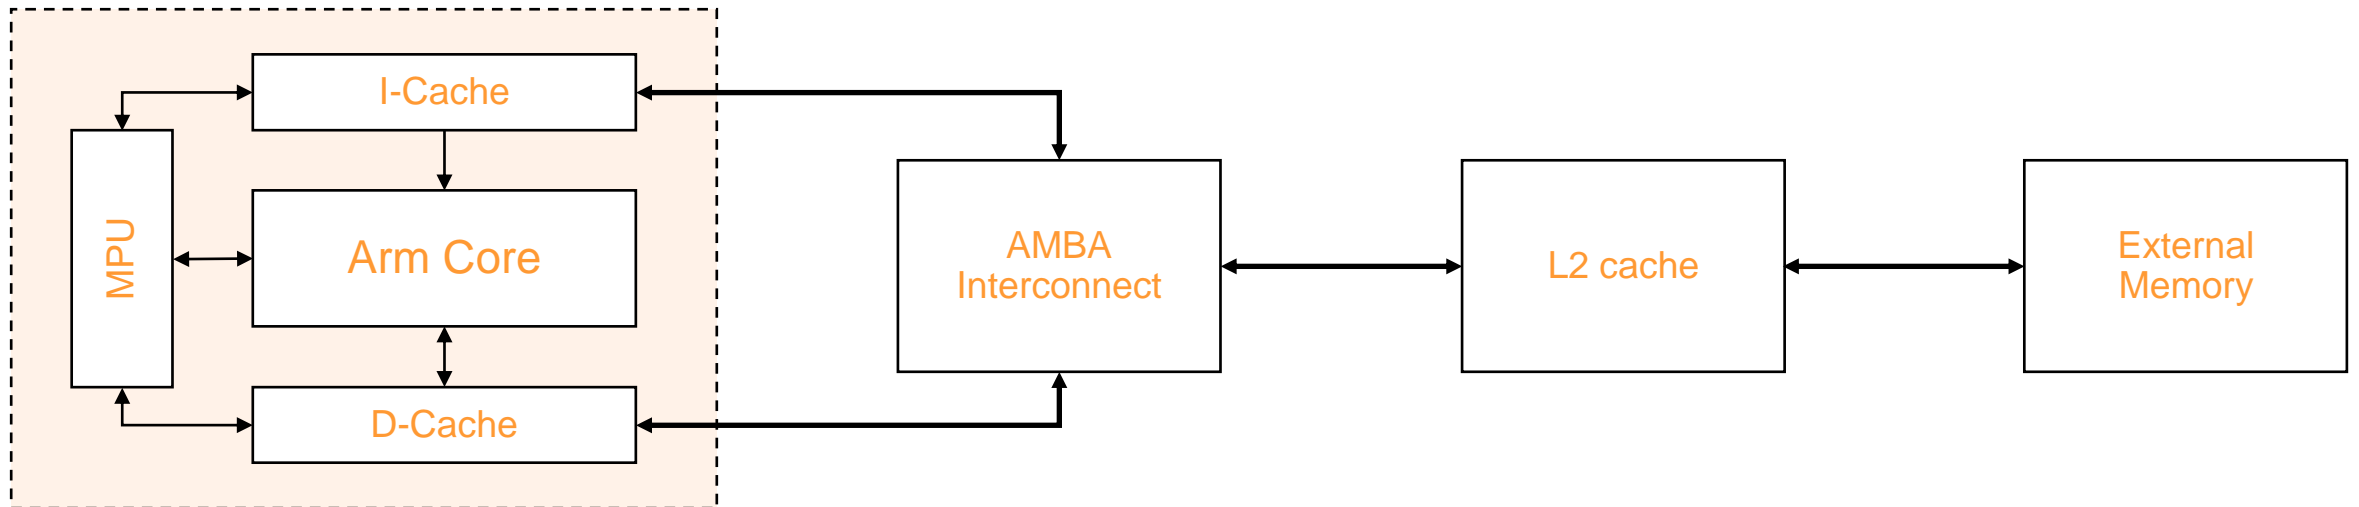 I-Cache
MPU
Arm Core
D-Cache
AMBA
Interconnect
L2 cache
External
Memory